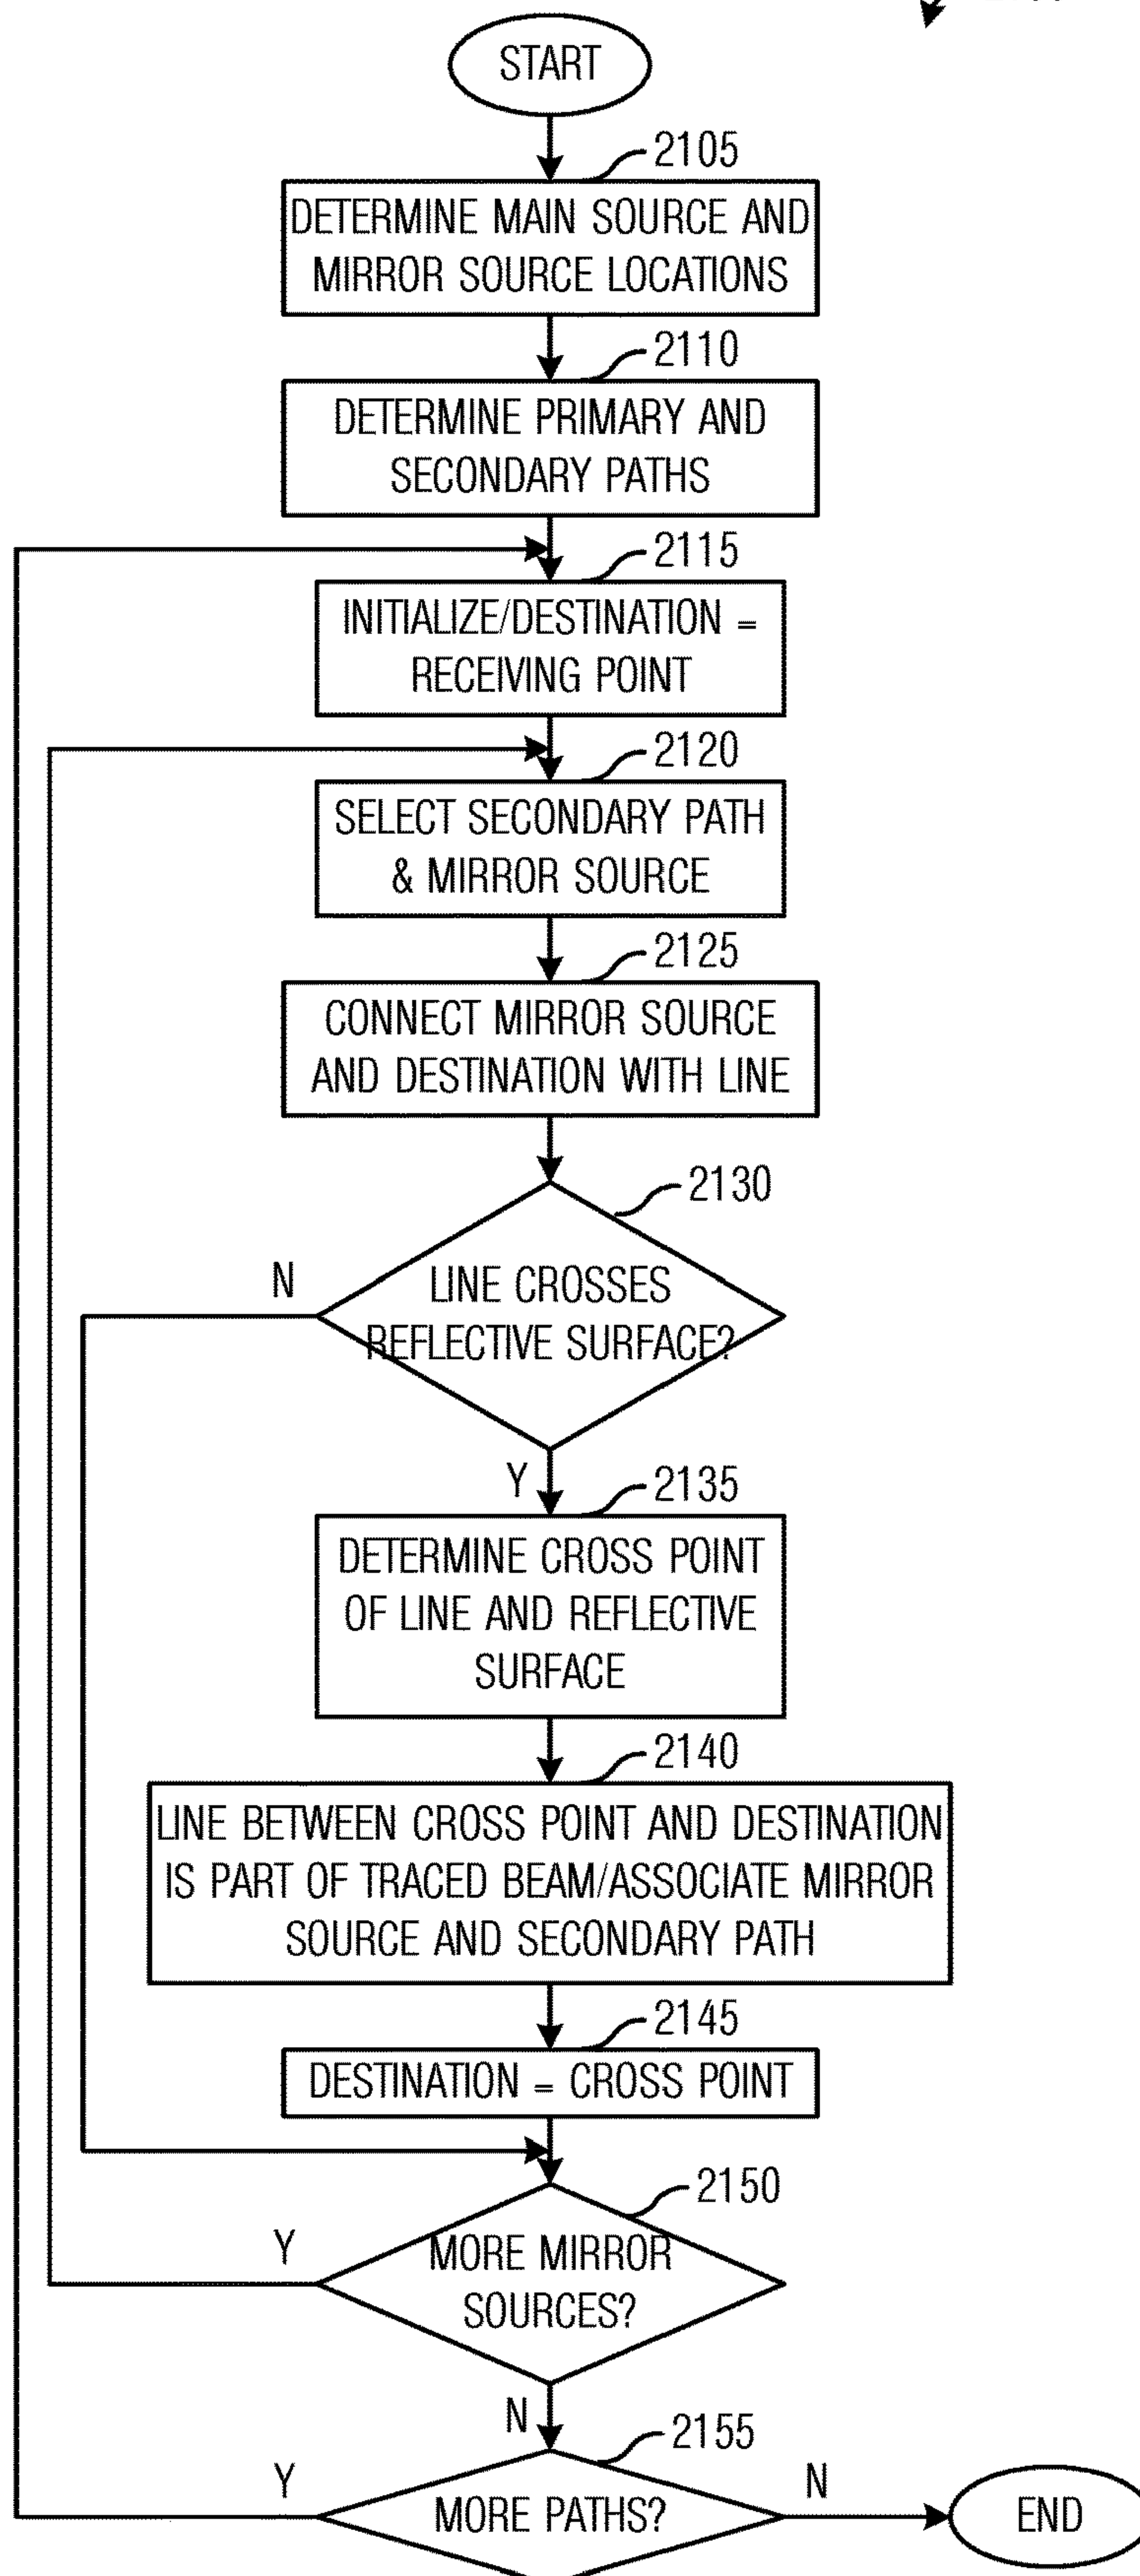 START
2105
DETERMINE MAIN SOURCE AND
MIRROR SOURCE LOCATIONS
2110
DETERMINE PRIMARY AND
SECONDARY PATHS
2115
INITIALIZE/DESTINATION =
RECEIVING POINT
2120
SELECT SECONDARY PATH
& MIRROR SOURCE
2125
CONNECT MIRROR SOURCE
AND DESTINATION WITH LINE
2130
N
LINE CROSSES
REFLECTIVE SURFACE?
Y
2135
DETERMINE CROSS POINT
OF LINE AND REFLECTIVE
SURFACE
2140
LINE BETWEEN CROSS POINT AND DESTINATION
IS PART OF TRACED BEAM/ASSOCIATE MIRROR
SOURCE AND SECONDARY PATH
2145
DESTINATION = CROSS POINT
2150
Y
MORE MIRROR
SOURCES?
N
2155
Y
MORE PATHS?
N
END